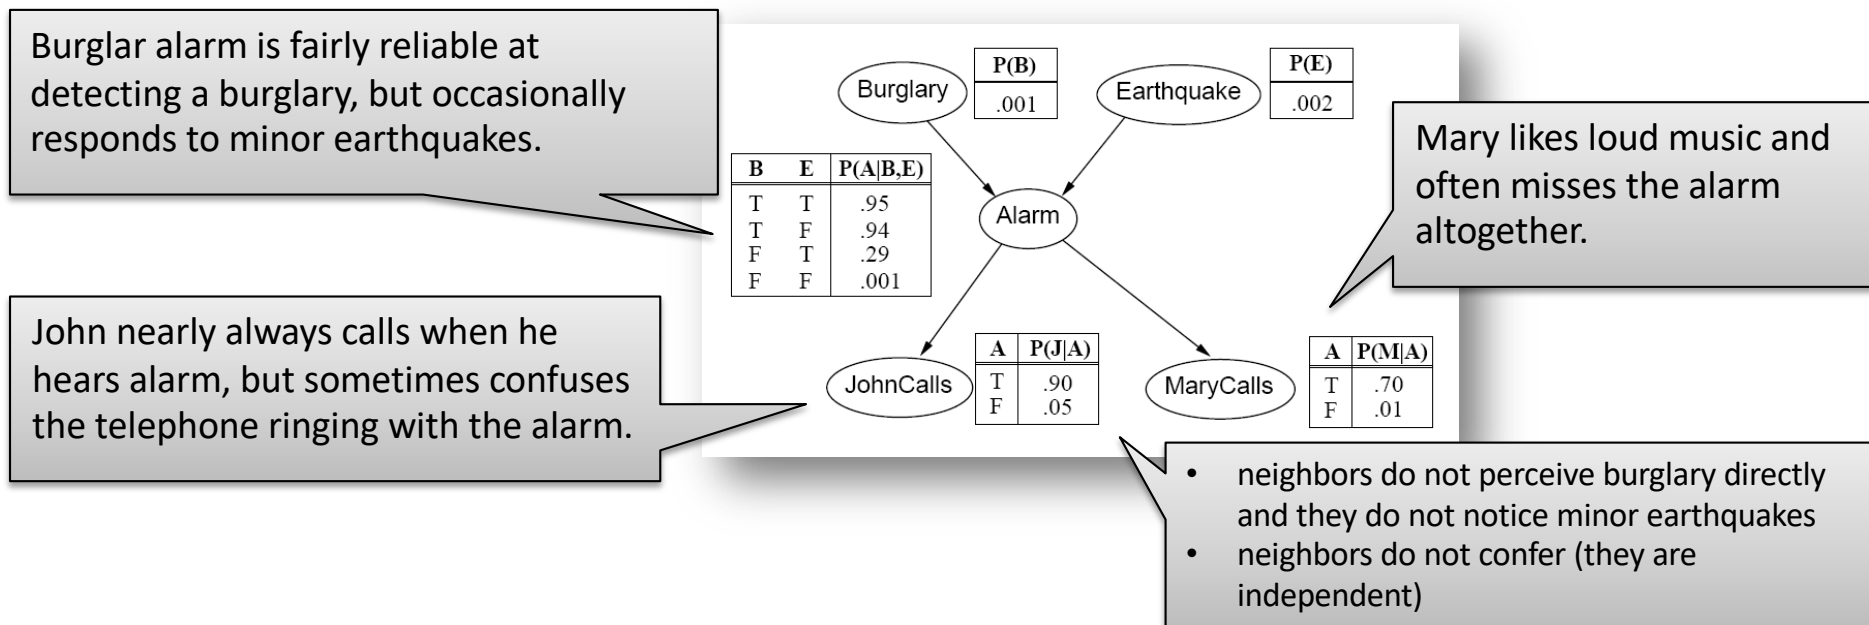 Burglar alarm is fairly reliable at
detecting a burglary, but occasionally
responds to minor earthquakes.
Burglary
P(B)
.001
Earthquake
P(E)
.002
Mary likes loud music and
often misses the alarm
altogether.
B E P(A|B,E)
T T .95
T F .94
F T .29
F F .001
Alarm
John nearly always calls when he
hears alarm, but sometimes confuses
the telephone ringing with the alarm.
JohnCalls
A P(J|A)
T .90
F .05
MaryCalls
A P(M|A)
T .70
F .01
• neighbors do not perceive burglary directly
and they do not notice minor earthquakes
• neighbors do not confer (they are
independent)